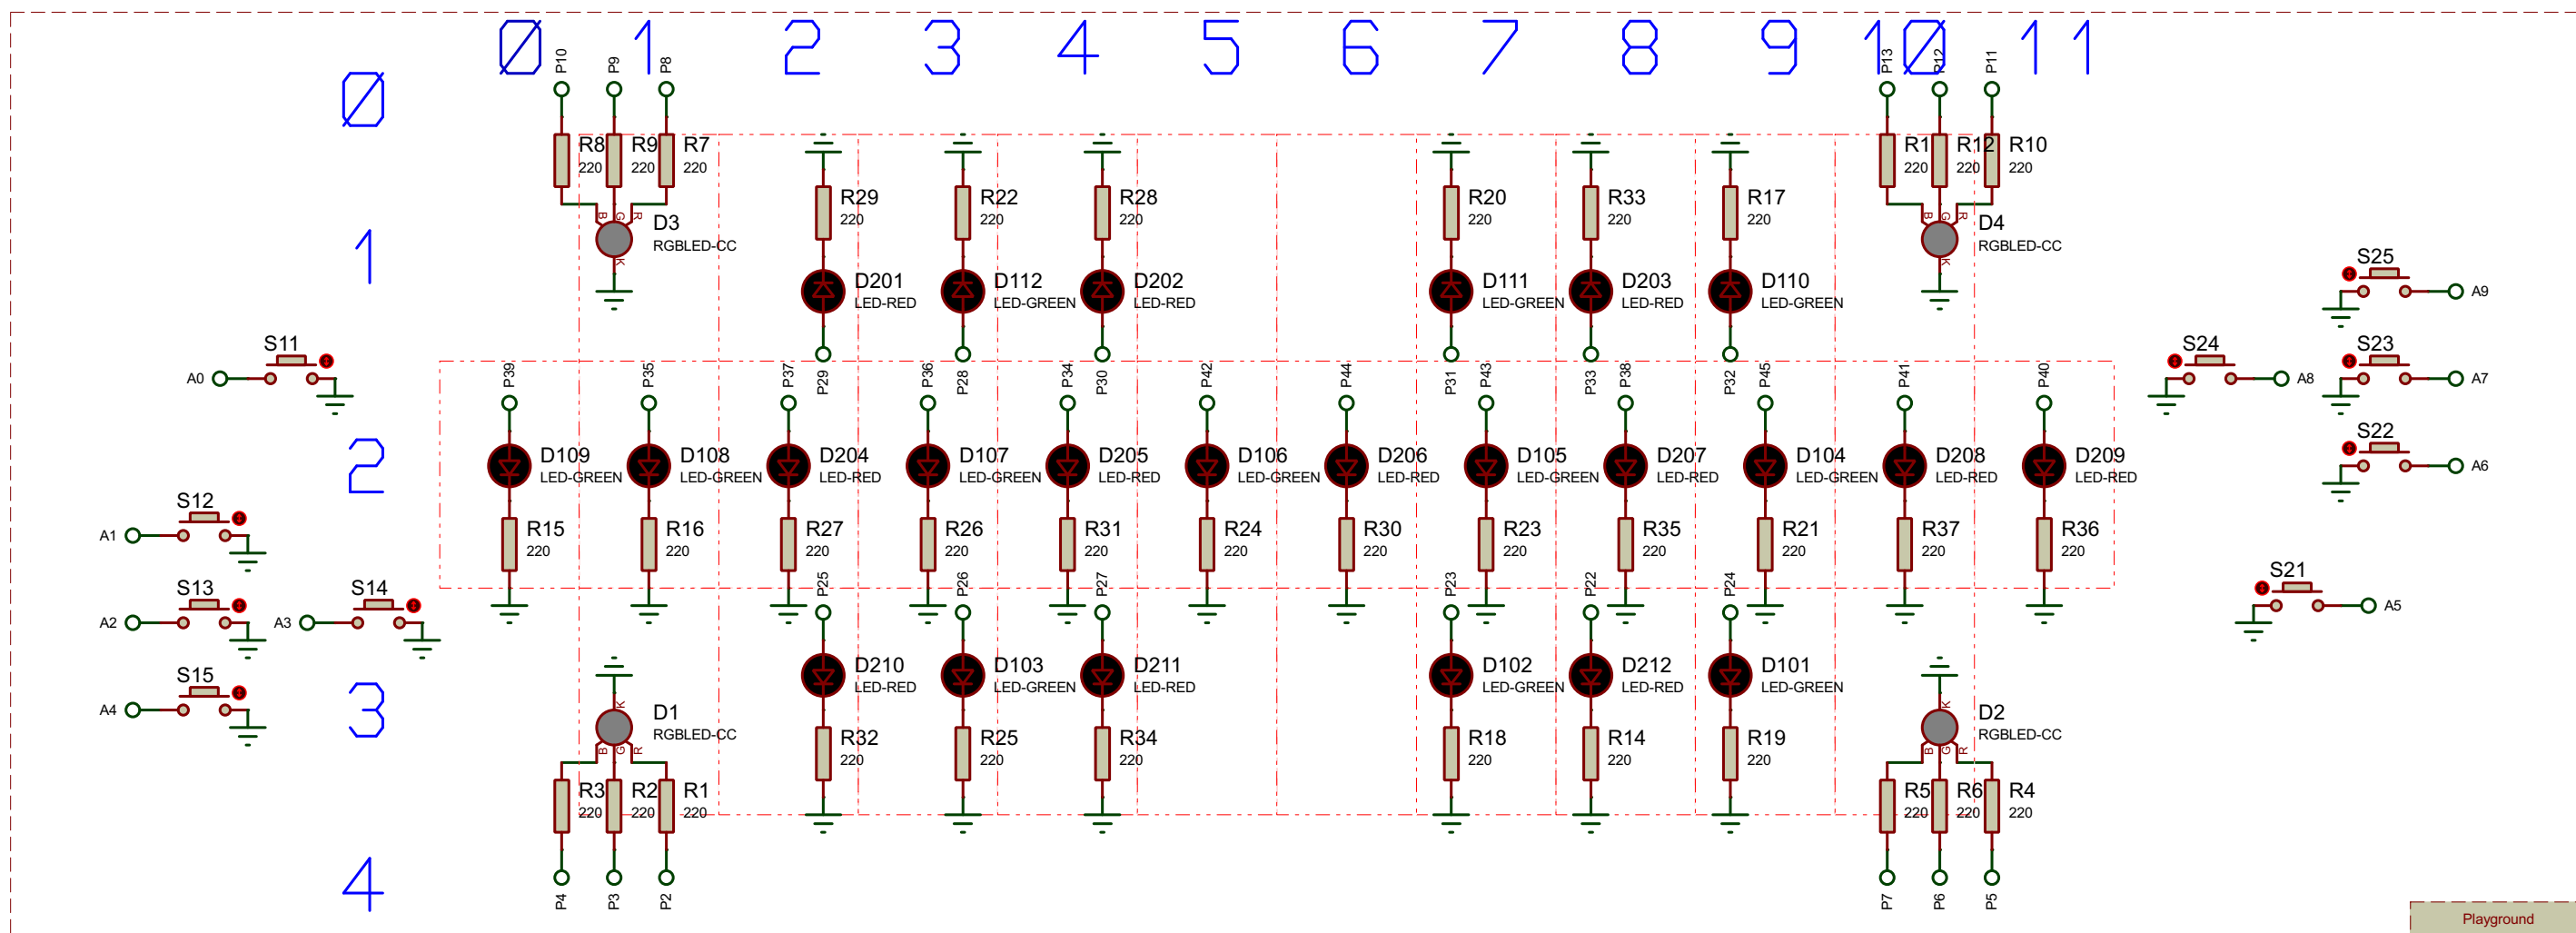 0 1 2 3 4 5 6 7 8 9 10 11
P10 P9 P8 P13 P12 P11
0
R8 R9 R7 R1 R12 R10
220 220 220 220 220 220
R29 R22 R28 R20 R33 R17
220 220 220 220 220 220
B G R B G R
D3 D4
RGBLED-CC RGBLED-CC
K K
1
D201 D112 D202 D111 D203 D110
LED-RED LED-GREEN LED-RED LED-GREEN LED-RED LED-GREEN
S25
A9
S11 S24 S23
A0 A8 A7
P39 P35 P37 P29 P36 P28 P34 P30 P42 P44 P31 P43 P33 P38 P32 P45 P41 P40
S22
A6
2
D109 D108 D204 D107 D205 D106 D206 D105 D207 D104 D208 D209
LED-GREEN LED-GREEN LED-RED LED-GREEN LED-RED LED-GREEN LED-RED LED-GREEN LED-RED LED-GREEN LED-RED LED-RED
S12
A1
R15 R16 R27 R26 R31 R24 R30 R23 R35 R21 R37 R36
220 220 220 220 220 220 220 220 220 220 220 220
P25 P26 P27 P23 P22 P24
S13 S14 S21
A2 A3 A5
D210 D103 D211 D102 D212 D101
LED-RED LED-GREEN LED-RED LED-GREEN LED-RED LED-GREEN
S15
A4
3
K K
D1 D2
RGBLED-CC RGBLED-CC
B G R B G R
R32 R25 R34 R18 R14 R19
220 220 220 220 220 220
R3 R2 R1 R5 R6 R4
220 220 220 220 220 220
4
P4 P3 P2 P7 P6 P5
Playground